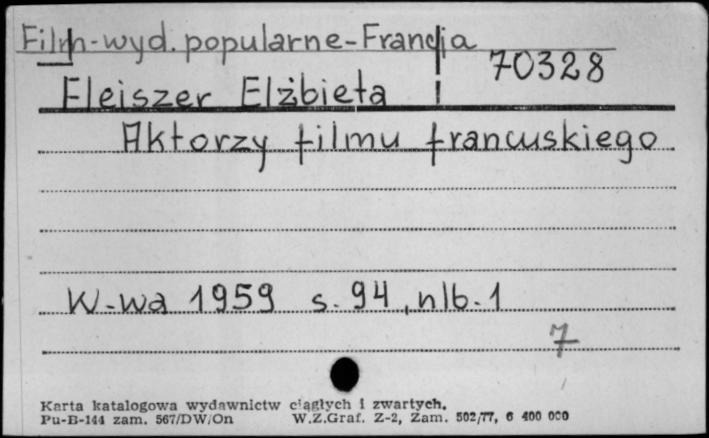 Film-wyd. popularne-Francja
70328
Fleiszer Elżbieta
Aktorzy filmu francuskiego
W-wa 1959 s. 94, nlb. 1
7
Karta katalogowa wydawnictw ciągłych i zwartych.
Pu-B-144 zam. 567/DW/On W.Z.Graf. Z-2, Zam. 502/77, 6 400 000